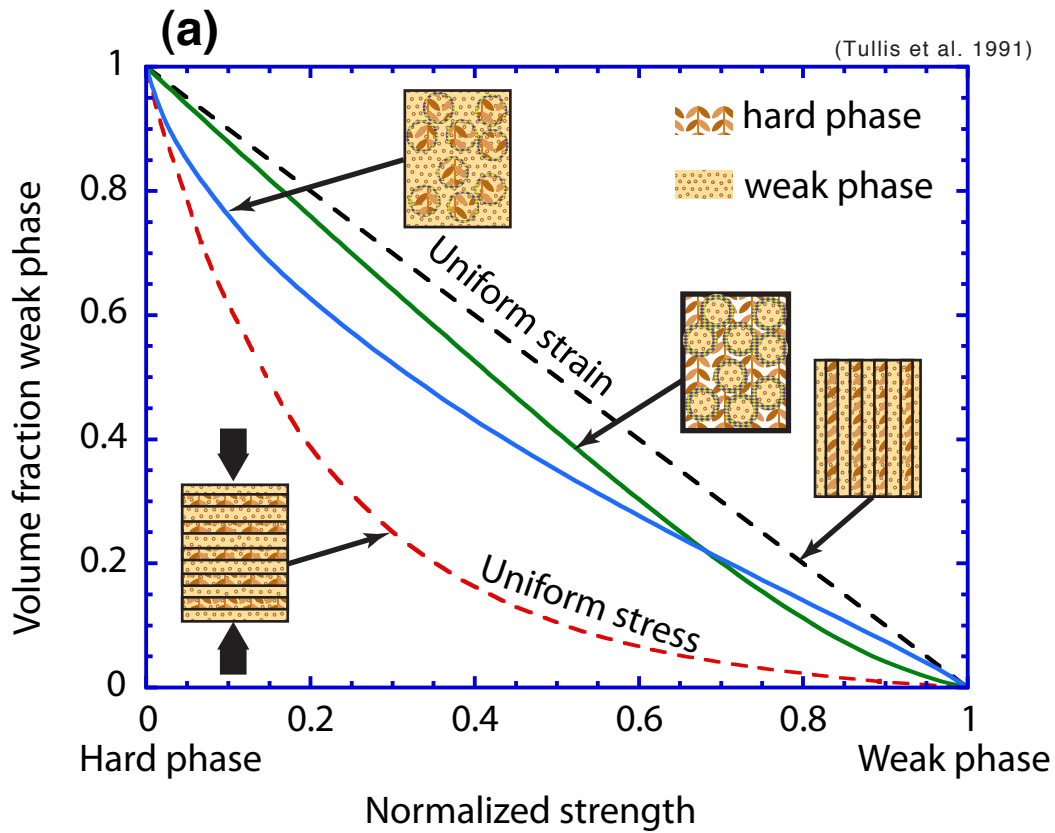 (a)
(Tullis et al. 1991)
hard phase
weak phase
Uniform strain
Uniform stress
Volume fraction weak phase
1
0.8
0.6
0.4
0.2
0
0 0.2 0.4 0.6 0.8 1
Hard phase Weak phase
Normalized strength